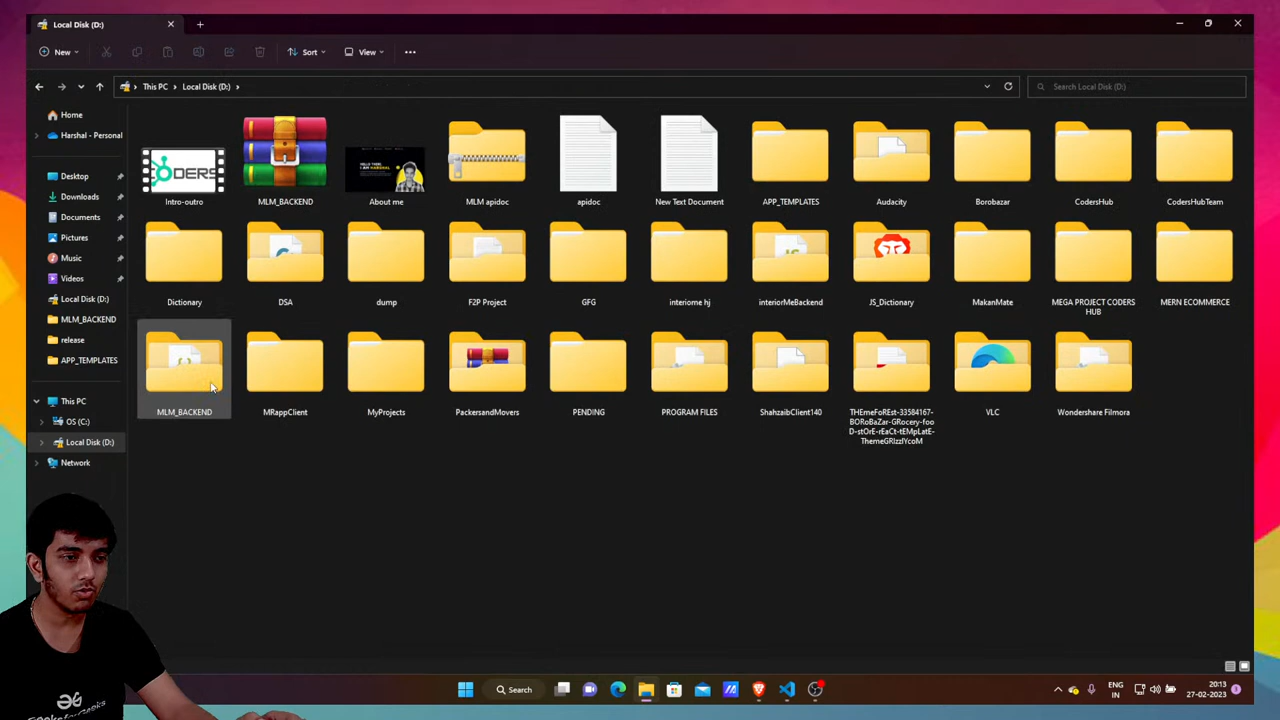 Local Disk (D:)
New
Sort
View
This PC
Local Disk (D:)
Search Local Disk (D:)
Home
Harshal - Personal
Desktop
Downloads
Documents
Pictures
Music
Videos
Local Disk (D:)
MLM_BACKEND
release
APP_TEMPLATES
This PC
OS (C:)
Local Disk (D:)
Network
ODERS
Intro-outro
MLM_BACKEND
About me
MLM apidoc
apidoc
New Text Document
APP_TEMPLATES
Audacity
Borobazar
CodersHub
CodersHubTeam
Dictionary
DSA
dump
F2P Project
GFG
interiome hj
interiorMeBackend
JS_Dictionary
MakanMate
MEGA PROJECT CODERS
HUB
MERN ECOMMERCE
MLM_BACKEND
MRappClient
MyProjects
PackersandMovers
PENDING
PROGRAM FILES
ShahzaibClient140
THEmeFoREst-33584167-
BORoBaZar-GRocery-foo
D-stOrE-rEaCt-tEMpLatE-
ThemeGRIzzlYcoM
VLC
Wondershare Filmora
Search
ENG
IN
20:13
27-02-2023